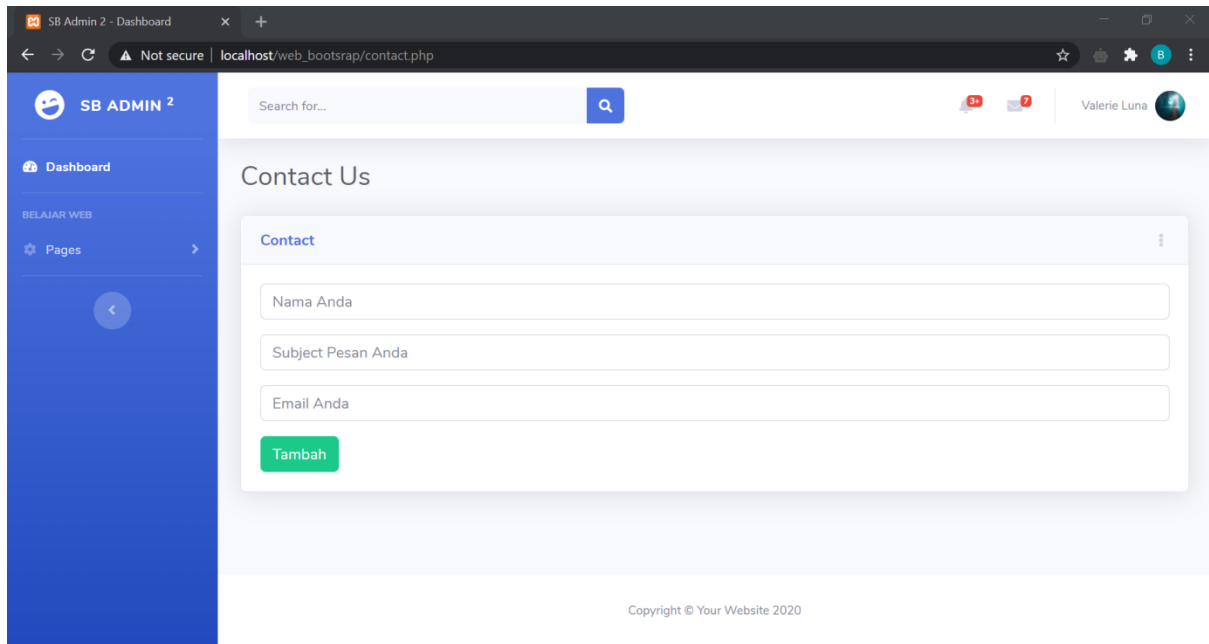 SB Admin 2 - Dashboard
Not secure | localhost/web_bootsrap/contact.php
B
SB ADMIN 2
Search for...
3+
7
Valerie Luna
Dashboard
Contact Us
BELAJAR WEB
Pages
Contact
Nama Anda
Subject Pesan Anda
Email Anda
Tambah
Copyright © Your Website 2020